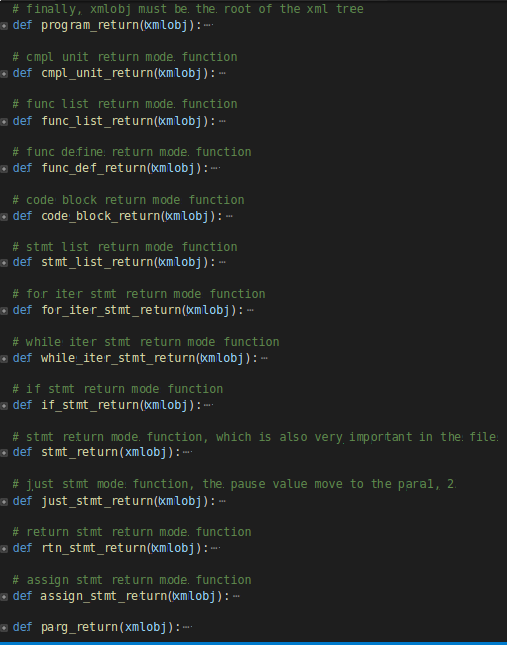 # finally, xmlobj must be the root of the xml tree
def program_return(xmlobj):⋯
# cmpl unit return mode function
def cmpl_unit_return(xmlobj):⋯
# func list return mode function
def func_list_return(xmlobj):⋯
# func define return mode function
def func_def_return(xmlobj):⋯
# code block return mode function
def code_block_return(xmlobj):⋯
# stmt list return mode function
def stmt_list_return(xmlobj):⋯
# for iter stmt return mode function
def for_iter_stmt_return(xmlobj):⋯
# while iter stmt return mode function
def while_iter_stmt_return(xmlobj):⋯
# if stmt return mode function
def if_stmt_return(xmlobj):⋯
# stmt return mode function, which is also very important in the file.
def stmt_return(xmlobj):⋯
# just stmt mode function, the pause value move to the para1, 2
def just_stmt_return(xmlobj):⋯
# return stmt return mode function
def rtn_stmt_return(xmlobj):⋯
# assign stmt return mode function
def assign_stmt_return(xmlobj):⋯
def parg_return(xmlobj):⋯